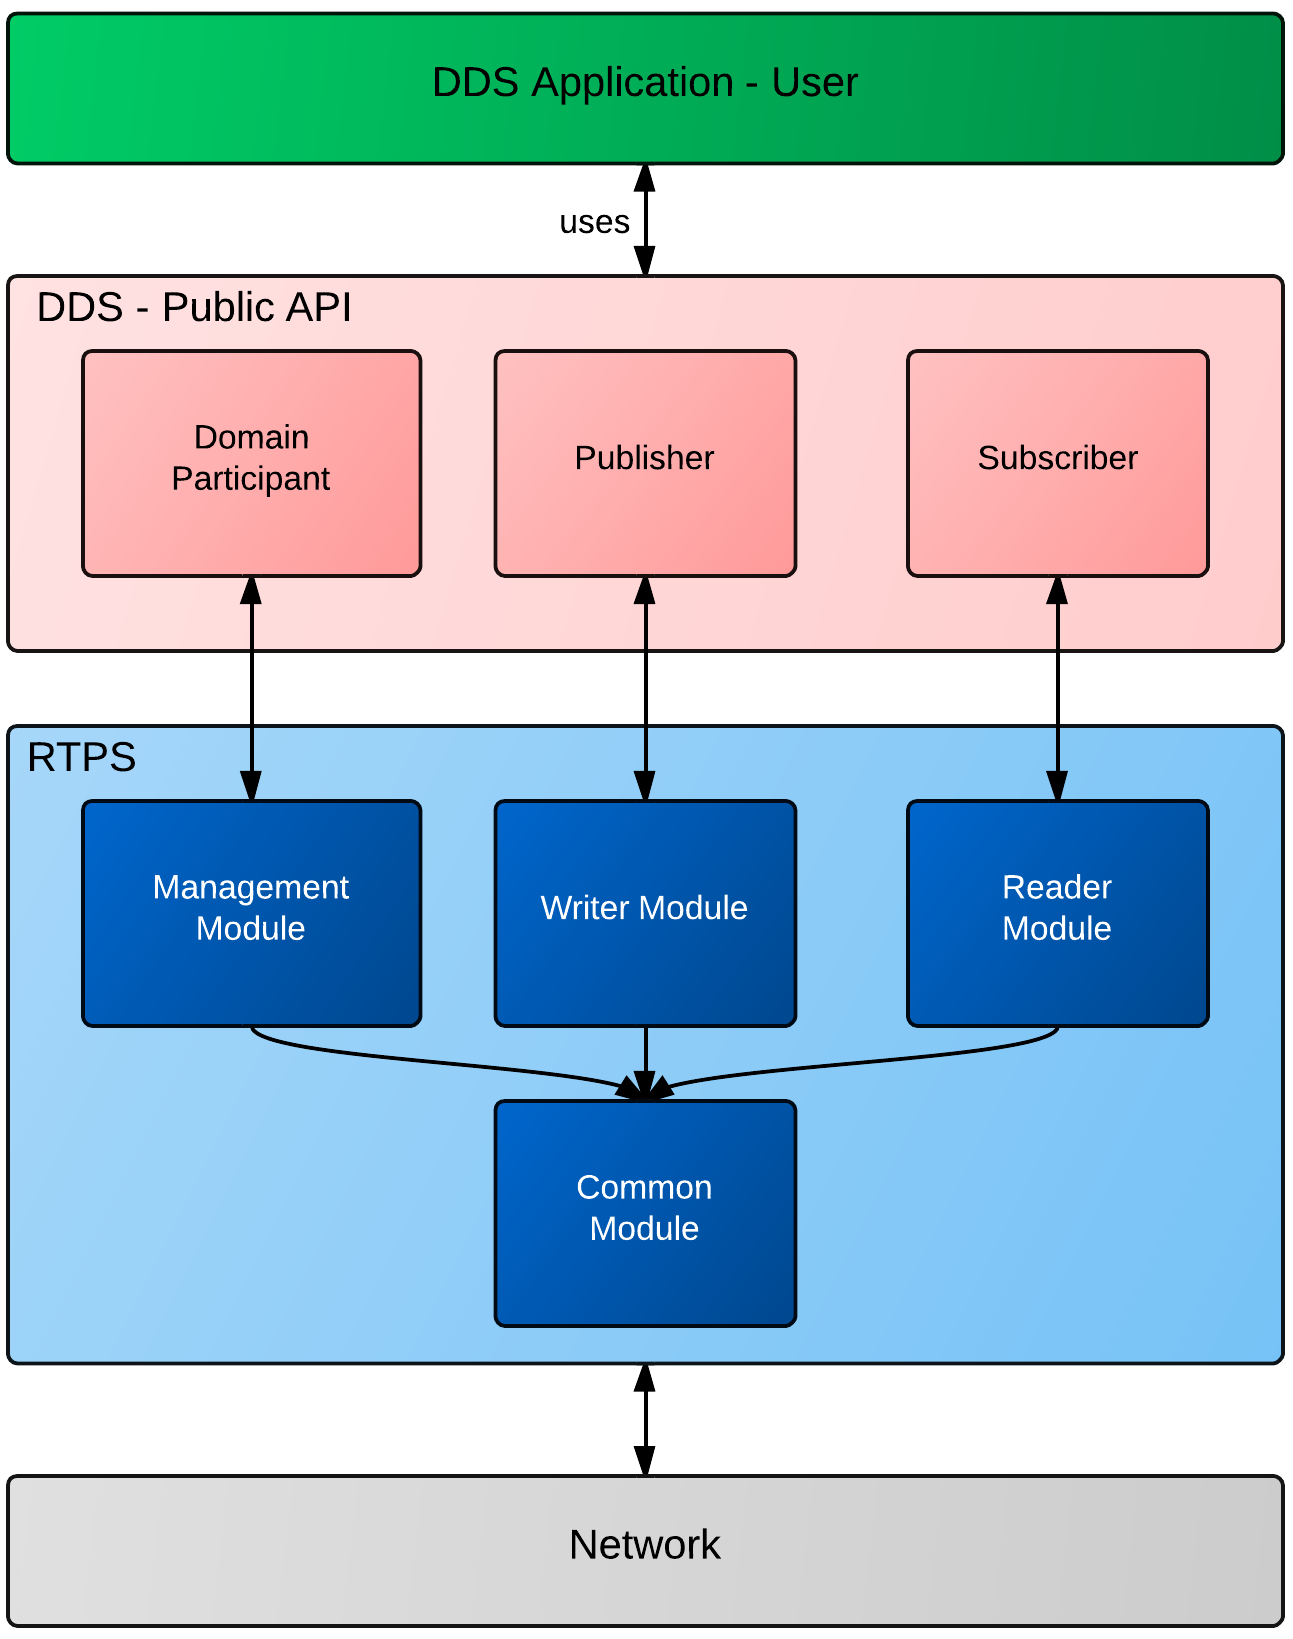 DDS Application - User
uses
DDS - Public API
Domain
Participant
Publisher
Subscriber
RTPS
Management
Module
Writer Module
Reader
Module
Common
Module
Network